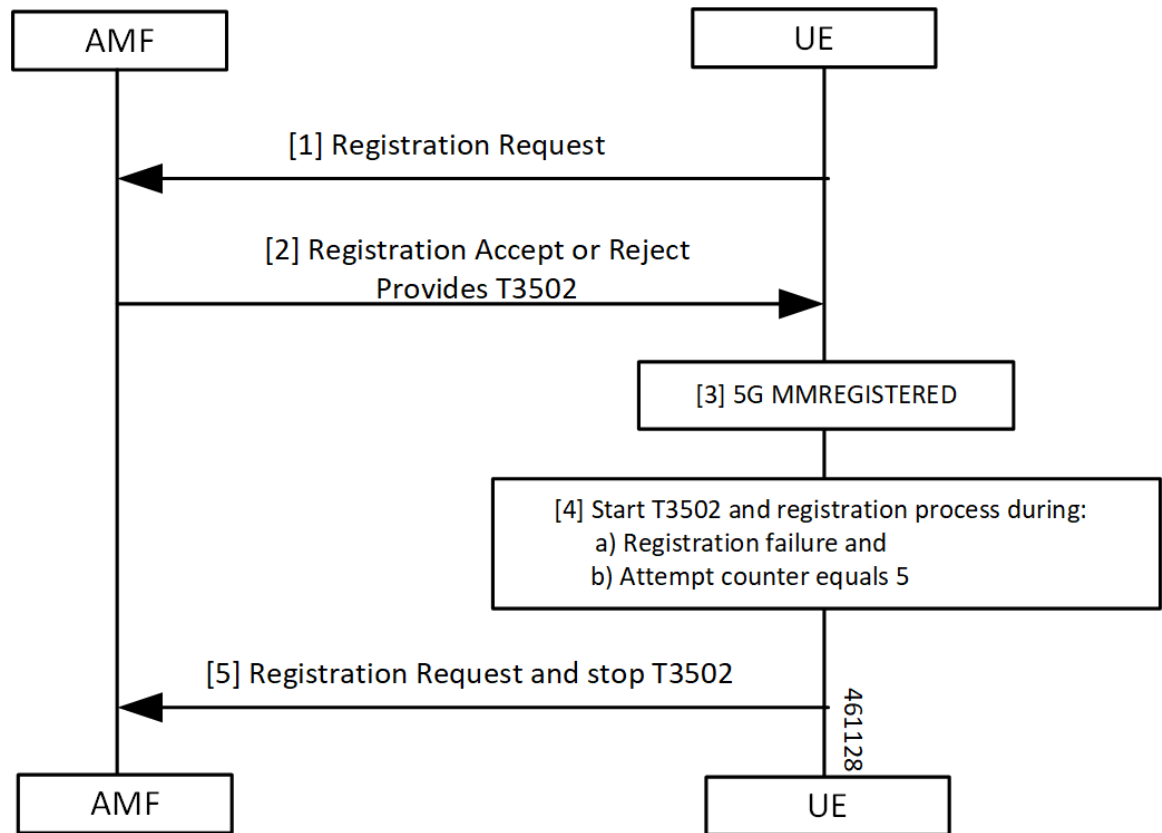 AMF
UE
[1] Registration Request
[2] Registration Accept or Reject
Provides T3502
[3] 5G MMREGISTERED
[4] Start T3502 and registration process during:
a) Registration failure and
b) Attempt counter equals 5
[5] Registration Request and stop T3502
461128
AMF
UE